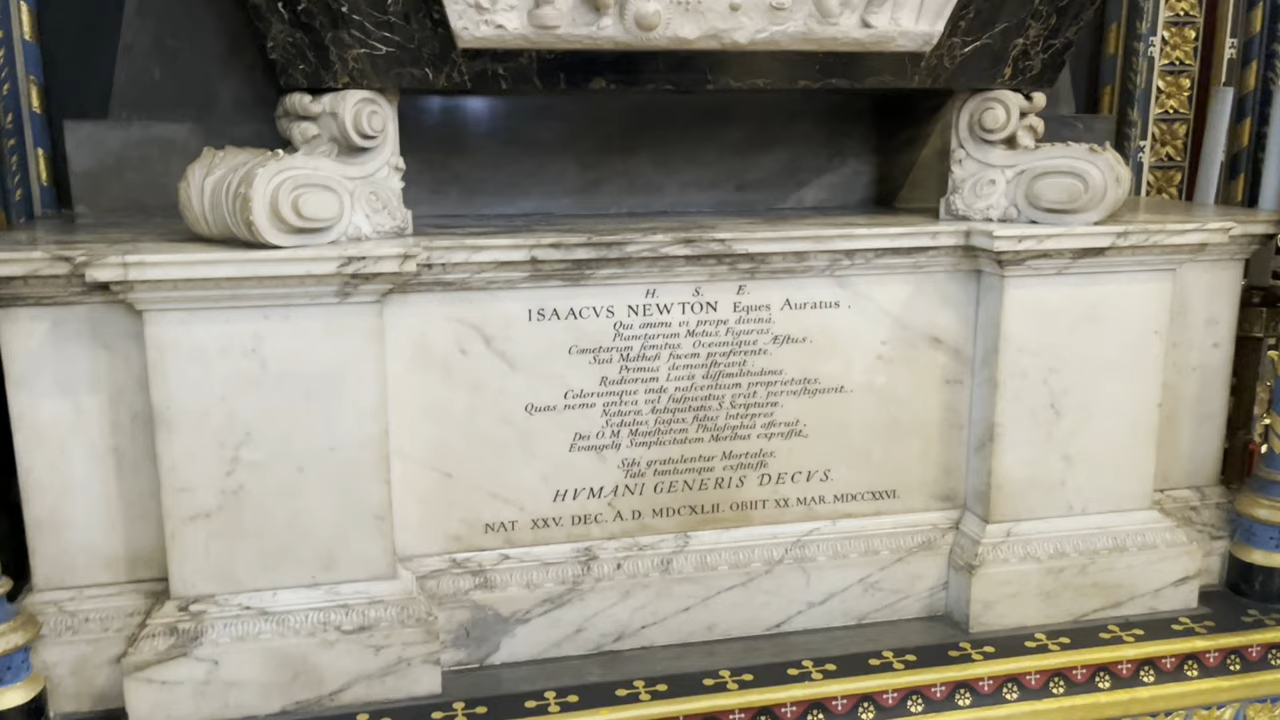 H. S. E.
ISAACVS NEWTON Eques Auratus.
Qui animi vi prope divinâ,
Planetarum Motus, Figuras,
Cometarum ſemitas, Oceanique Æſtus,
Suâ Matheſi facem præferente,
Primus demonſtravit:
Radiorum Lucis diſſimilitudines,
Colorumque inde naſcentium proprietates,
Quas nemo antea vel ſuſpicatus erat, perveſtigavit.
Naturæ, Antiquitatis, S. Scripturæ,
Sedulus, ſagax, fidus Interpres
Dei O. M. Majeſtatem Philoſophiâ aſſeruit,
Evangelij Simplicitatem Moribus expreſſit.
Sibi gratulentur Mortales,
Tale tantumque exſtitiſſe
HVMANI GENERIS DECVS.
NAT. XXV. DEC. A.D. MDCXLII. OBIIT XX. MAR. MDCCXXVI.